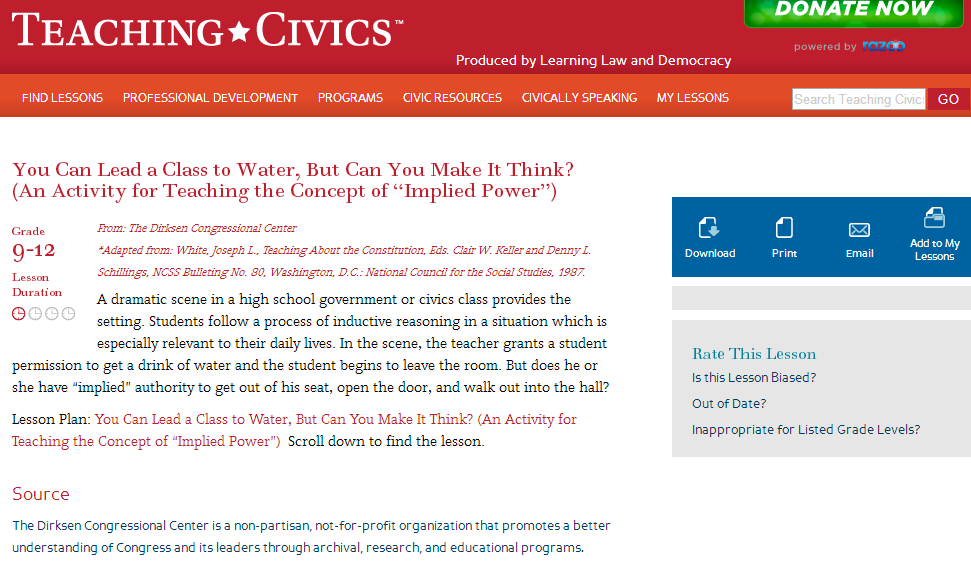 DONATE NOW
TEACHING★CIVICS™
powered by razoo
Produced by Learning Law and Democracy
FIND LESSONS PROFESSIONAL DEVELOPMENT PROGRAMS CIVIC RESOURCES CIVICALLY SPEAKING MY LESSONS
Search Teaching Civic GO
You Can Lead a Class to Water, But Can You Make It Think?
(An Activity for Teaching the Concept of “Implied Power”)
Grade
9-12
Lesson
Duration
From: The Dirksen Congressional Center
*Adapted from: White, Joseph L., Teaching About the Constitution, Eds. Clair W. Keller and Denny L.
Schillings, NCSS Bulleting No. 80, Washington, D.C.: National Council for the Social Studies, 1987.
A dramatic scene in a high school government or civics class provides the
setting. Students follow a process of inductive reasoning in a situation which is
especially relevant to their daily lives. In the scene, the teacher grants a student
permission to get a drink of water and the student begins to leave the room. But does he or
she have “implied” authority to get out of his seat, open the door, and walk out into the hall?
Lesson Plan: You Can Lead a Class to Water, But Can You Make It Think? (An Activity for
Teaching the Concept of “Implied Power”) Scroll down to find the lesson.
Source
The Dirksen Congressional Center is a non-partisan, not-for-profit organization that promotes a better
understanding of Congress and its leaders through archival, research, and educational programs.
Download
Print
Email
Add to My
Lessons
Rate This Lesson
Is this Lesson Biased?
Out of Date?
Inappropriate for Listed Grade Levels?